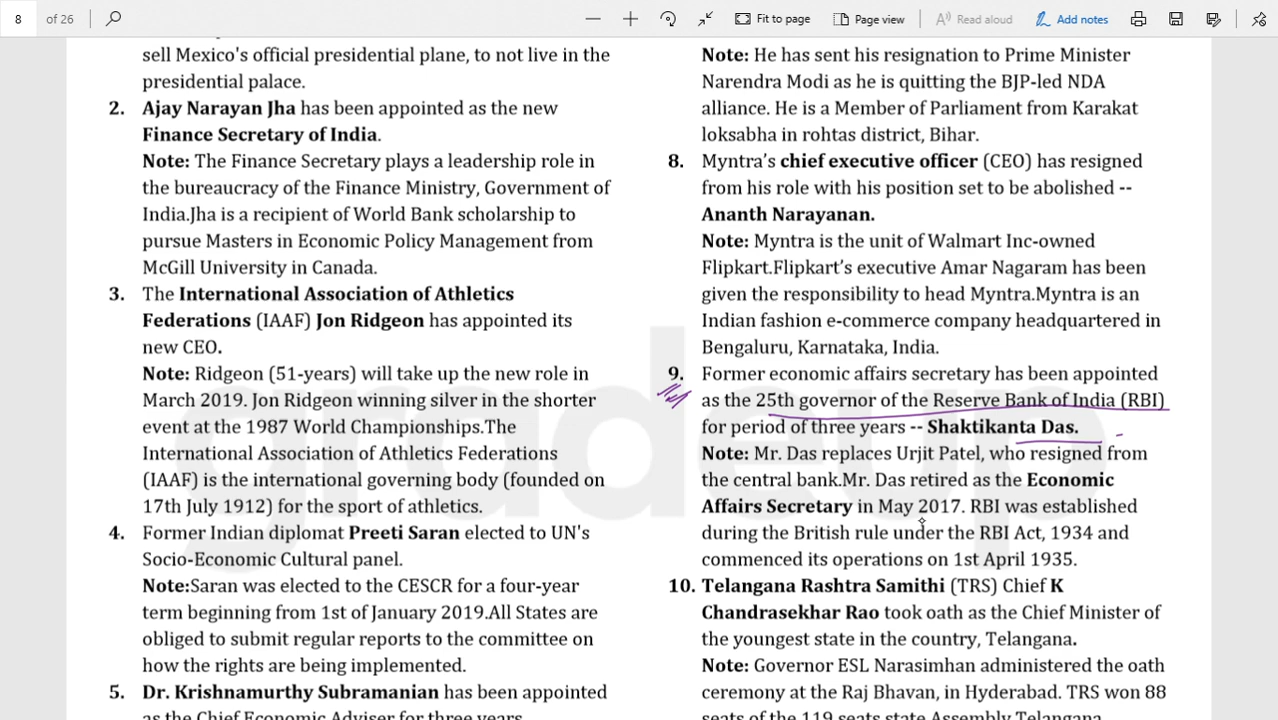 8 of 26 Fit to page Page view Read aloud Add notes
sell Mexico's official presidential plane, to not live in the
presidential palace.
2. Ajay Narayan Jha has been appointed as the new
Finance Secretary of India.
Note: The Finance Secretary plays a leadership role in
the bureaucracy of the Finance Ministry, Government of
India.Jha is a recipient of World Bank scholarship to
pursue Masters in Economic Policy Management from
McGill University in Canada.
3. The International Association of Athletics
Federations (IAAF) Jon Ridgeon has appointed its
new CEO.
Note: Ridgeon (51-years) will take up the new role in
March 2019. Jon Ridgeon winning silver in the shorter
event at the 1987 World Championships.The
International Association of Athletics Federations
(IAAF) is the international governing body (founded on
17th July 1912) for the sport of athletics.
4. Former Indian diplomat Preeti Saran elected to UN's
Socio-Economic Cultural panel.
Note:Saran was elected to the CESCR for a four-year
term beginning from 1st of January 2019.All States are
obliged to submit regular reports to the committee on
how the rights are being implemented.
5. Dr. Krishnamurthy Subramanian has been appointed
as the Chief Economic Adviser for three years
Note: He has sent his resignation to Prime Minister
Narendra Modi as he is quitting the BJP-led NDA
alliance. He is a Member of Parliament from Karakat
loksabha in rohtas district, Bihar.
8. Myntra's chief executive officer (CEO) has resigned
from his role with his position set to be abolished --
Ananth Narayanan.
Note: Myntra is the unit of Walmart Inc-owned
Flipkart.Flipkart's executive Amar Nagaram has been
given the responsibility to head Myntra.Myntra is an
Indian fashion e-commerce company headquartered in
Bengaluru, Karnataka, India.
9. Former economic affairs secretary has been appointed
as the 25th governor of the Reserve Bank of India (RBI)
for period of three years -- Shaktikanta Das.
Note: Mr. Das replaces Urjit Patel, who resigned from
the central bank.Mr. Das retired as the Economic
Affairs Secretary in May 2017. RBI was established
during the British rule under the RBI Act, 1934 and
commenced its operations on 1st April 1935.
10. Telangana Rashtra Samithi (TRS) Chief K
Chandrasekhar Rao took oath as the Chief Minister of
the youngest state in the country, Telangana.
Note: Governor ESL Narasimhan administered the oath
ceremony at the Raj Bhavan, in Hyderabad. TRS won 88
seats of the 119 seats state Assembly Telangana
gradeup